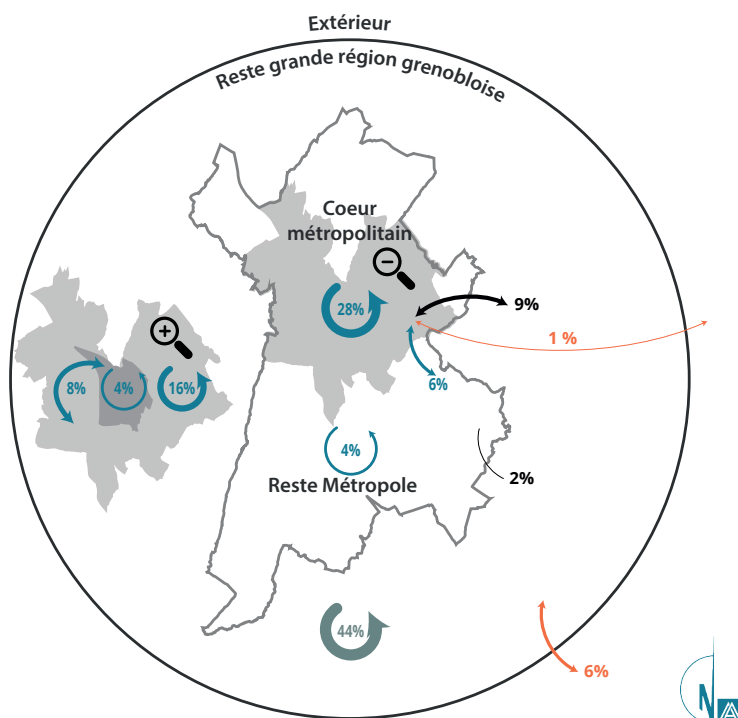 Extérieur
Reste grande région grenobloise
Coeur
métropolitain
28%
9%
1 %
6%
8%
4%
16%
4%
Reste Métropole
2%
44%
6%
N